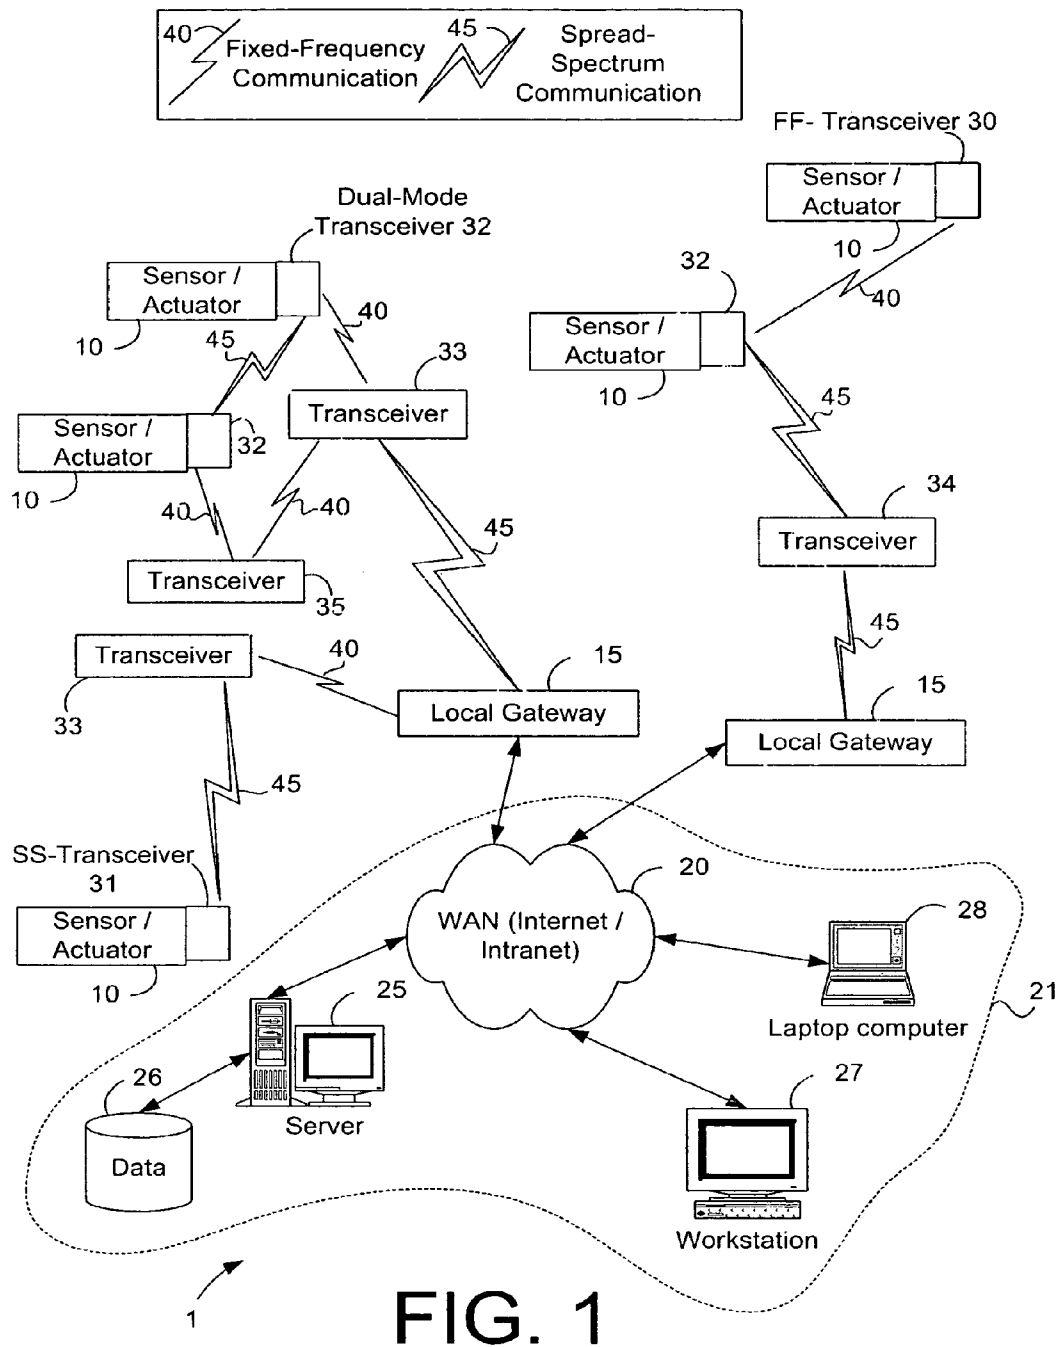 40
Fixed-Frequency
Communication
45
Spread-
Spectrum
Communication
FF- Transceiver 30
Sensor /
Actuator
10
40
Dual-Mode
Transceiver 32
Sensor /
Actuator
10
40
45
32
Sensor /
Actuator
10
33
Transceiver
45
Sensor /
Actuator
32
10
40
40
45
34
Transceiver
Transceiver
35
45
Transceiver
33
40
15
Local Gateway
15
Local Gateway
45
SS-Transceiver
31
Sensor /
Actuator
10
20
WAN (Internet /
Intranet)
28
Laptop computer
21
25
Server
26
Data
27
Workstation
1
FIG. 1